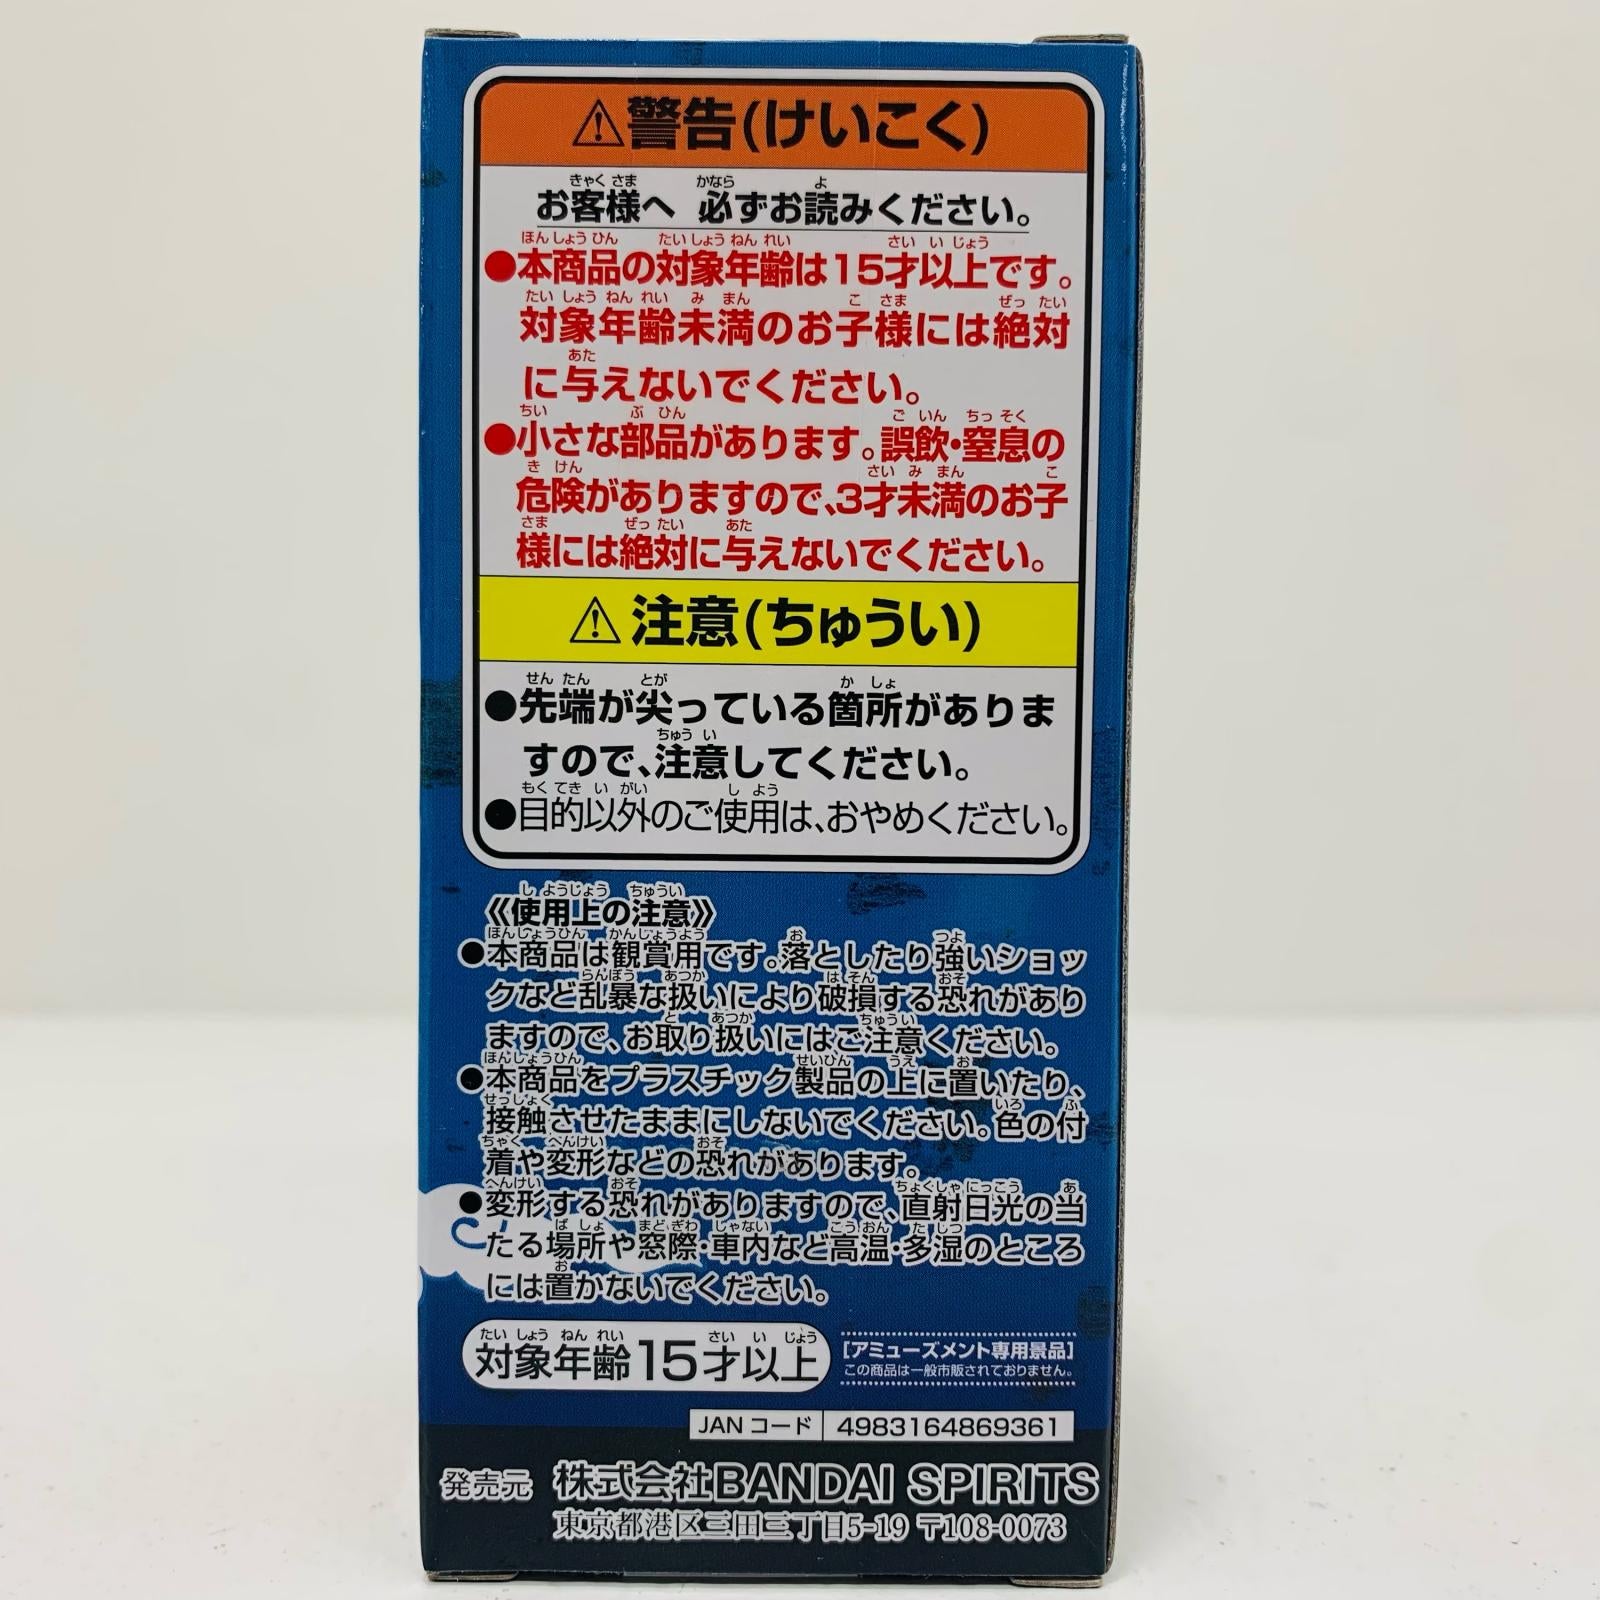 ⚠警告(けいこく)
お客様へ 必ずお読みください。
●本商品の対象年齢は15才以上です。
対象年齢未満のお子様には絶対
に与えないでください。
●小さな部品があります。誤飲・窒息の
危険がありますので、3才未満のお子
様には絶対に与えないでください。
⚠注意(ちゅうい)
●先端が尖っている箇所がありま
すので、注意してください。
●目的以外のご使用は、おやめください。
《使用上の注意》
●本商品は観賞用です。落としたり強いショッ
クなど乱暴な扱いにより破損する恐れがあり
ますので、お取り扱いにはご注意ください。
●本商品をプラスチック製品の上に置いたり、
接触させたままにしないでください。色の付
着や変形などの恐れがあります。
●変形する恐れがありますので、直射日光の当
たる場所や窓際・車内など高温・多湿のところ
には置かないでください。
対象年齢15才以上
[アミューズメント専用景品]
この商品は一般市販されておりません。
JANコード 4983164869361
発売元 株式会社BANDAI SPIRITS
東京都港区三田三丁目5-19 〒108-0073